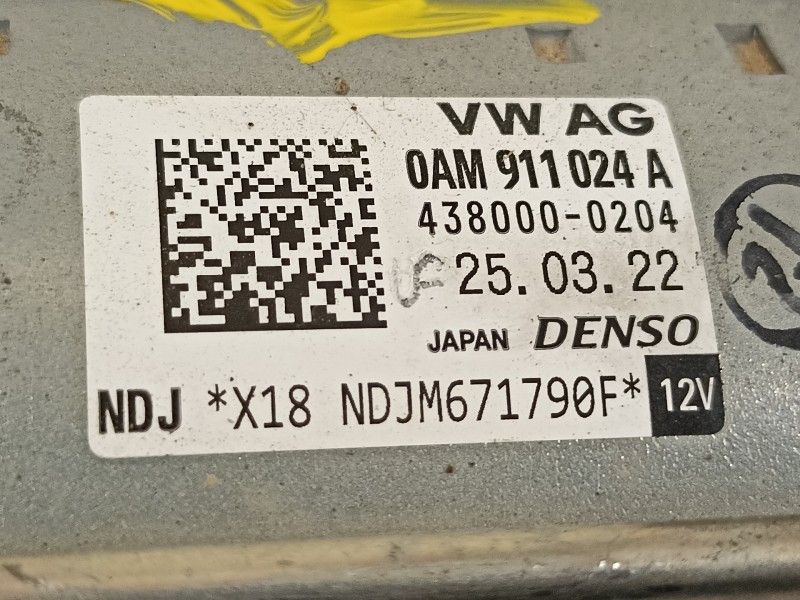 VW AG
0AM 911 024 A
438000-0204
25.03.22
JAPAN DENSO
NDJ *X18 NDJM671790F* 12V